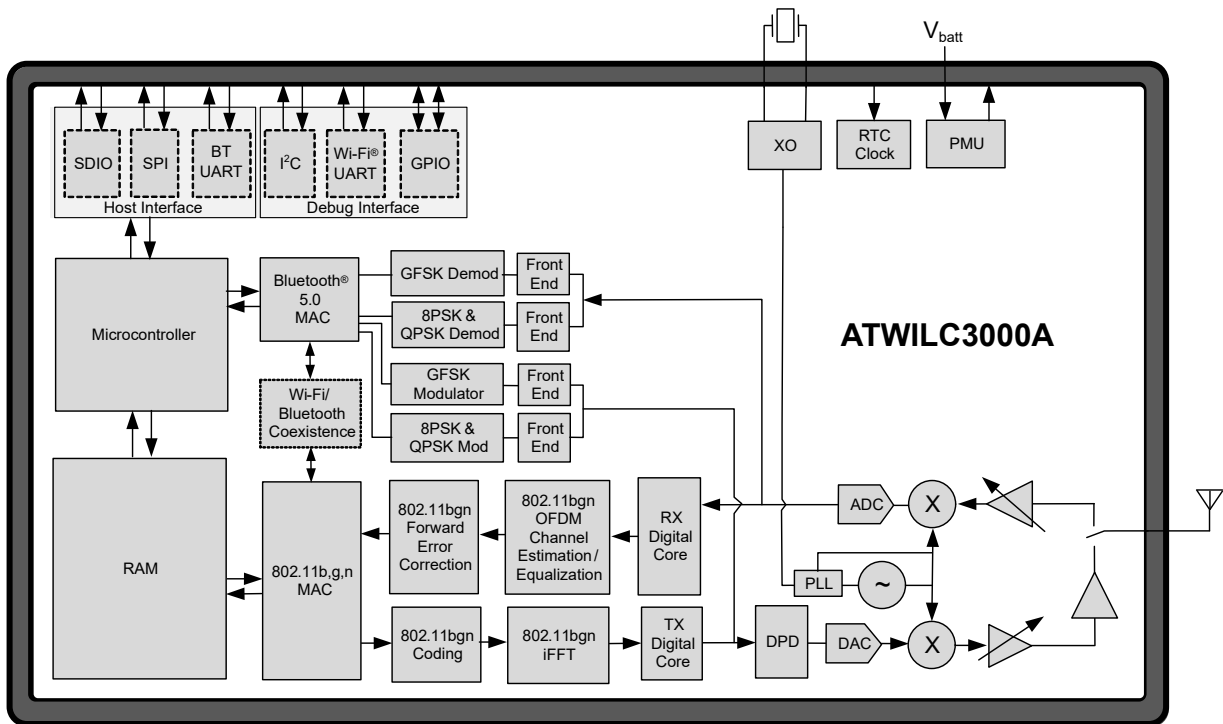 V_batt
SDIO
SPI
BT
UART
Host Interface
I²C
Wi-Fi®
UART
GPIO
Debug Interface
XO
RTC
Clock
PMU
Microcontroller
Bluetooth®
5.0
MAC
GFSK Demod
Front
End
8PSK &
QPSK Demod
Front
End
ATWILC3000A
Wi-Fi/
Bluetooth
Coexistence
GFSK
Modulator
Front
End
8PSK &
QPSK Mod
Front
End
RAM
802.11b,g,n
MAC
802.11bgn
Forward
Error
Correction
802.11bgn
OFDM
Channel
Estimation /
Equalization
RX
Digital
Core
ADC
X
PLL
~
802.11bgn
Coding
802.11bgn
iFFT
TX
Digital
Core
DPD
DAC
X